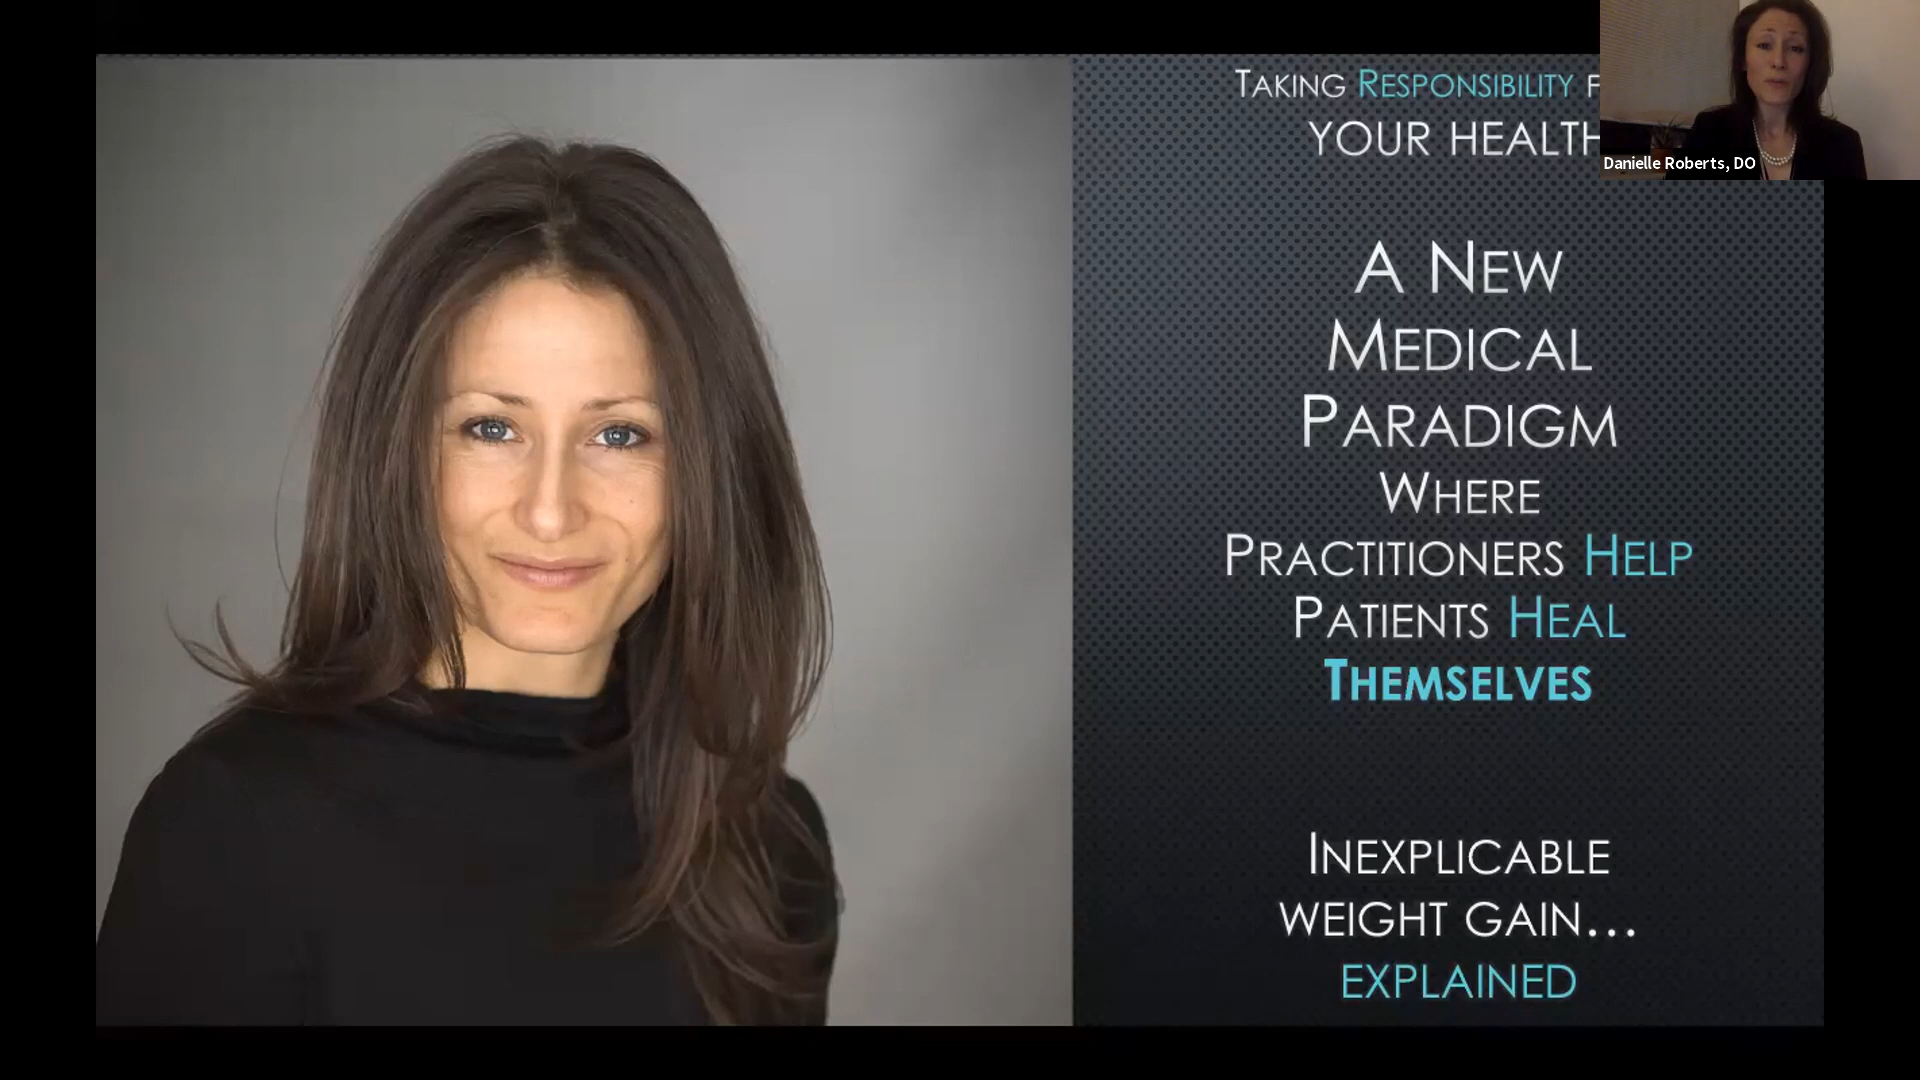 TAKING RESPONSIBILITY F
YOUR HEALTH
A NEW
MEDICAL
PARADIGM
WHERE
PRACTITIONERS HELP
PATIENTS HEAL
THEMSELVES
INEXPLICABLE
WEIGHT GAIN...
EXPLAINED
Danielle Roberts, DO